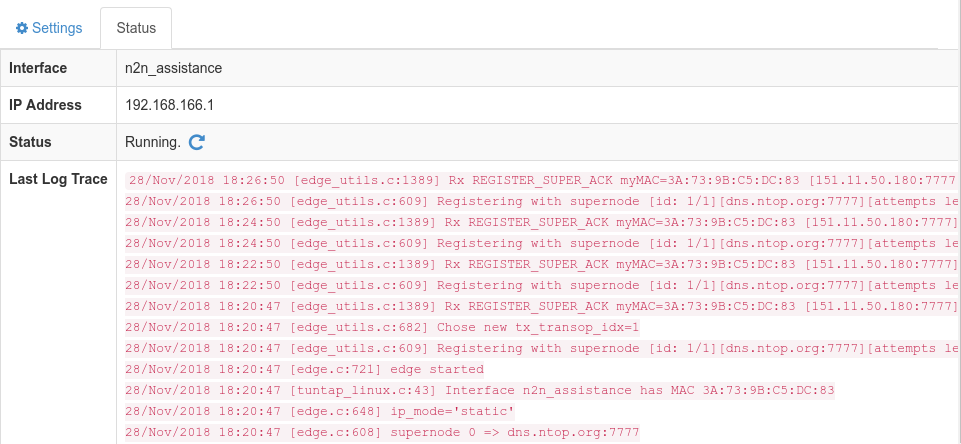 Settings Status
Interface n2n_assistance
IP Address 192.168.166.1
Status Running.
Last Log Trace
28/Nov/2018 18:26:50 [edge_utils.c:1389] Rx REGISTER_SUPER_ACK myMAC=3A:73:9B:C5:DC:83 [151.11.50.180:7777
28/Nov/2018 18:26:50 [edge_utils.c:609] Registering with supernode [id: 1/1][dns.ntop.org:7777][attempts le
28/Nov/2018 18:24:50 [edge_utils.c:1389] Rx REGISTER_SUPER_ACK myMAC=3A:73:9B:C5:DC:83 [151.11.50.180:7777]
28/Nov/2018 18:24:50 [edge_utils.c:609] Registering with supernode [id: 1/1][dns.ntop.org:7777][attempts le
28/Nov/2018 18:22:50 [edge_utils.c:1389] Rx REGISTER_SUPER_ACK myMAC=3A:73:9B:C5:DC:83 [151.11.50.180:7777]
28/Nov/2018 18:22:50 [edge_utils.c:609] Registering with supernode [id: 1/1][dns.ntop.org:7777][attempts le
28/Nov/2018 18:20:47 [edge_utils.c:1389] Rx REGISTER_SUPER_ACK myMAC=3A:73:9B:C5:DC:83 [151.11.50.180:7777]
28/Nov/2018 18:20:47 [edge_utils.c:682] Chose new tx_transop_idx=1
28/Nov/2018 18:20:47 [edge_utils.c:609] Registering with supernode [id: 1/1][dns.ntop.org:7777][attempts le
28/Nov/2018 18:20:47 [edge.c:721] edge started
28/Nov/2018 18:20:47 [tuntap_linux.c:43] Interface n2n_assistance has MAC 3A:73:9B:C5:DC:83
28/Nov/2018 18:20:47 [edge.c:648] ip_mode='static'
28/Nov/2018 18:20:47 [edge.c:608] supernode 0 => dns.ntop.org:7777